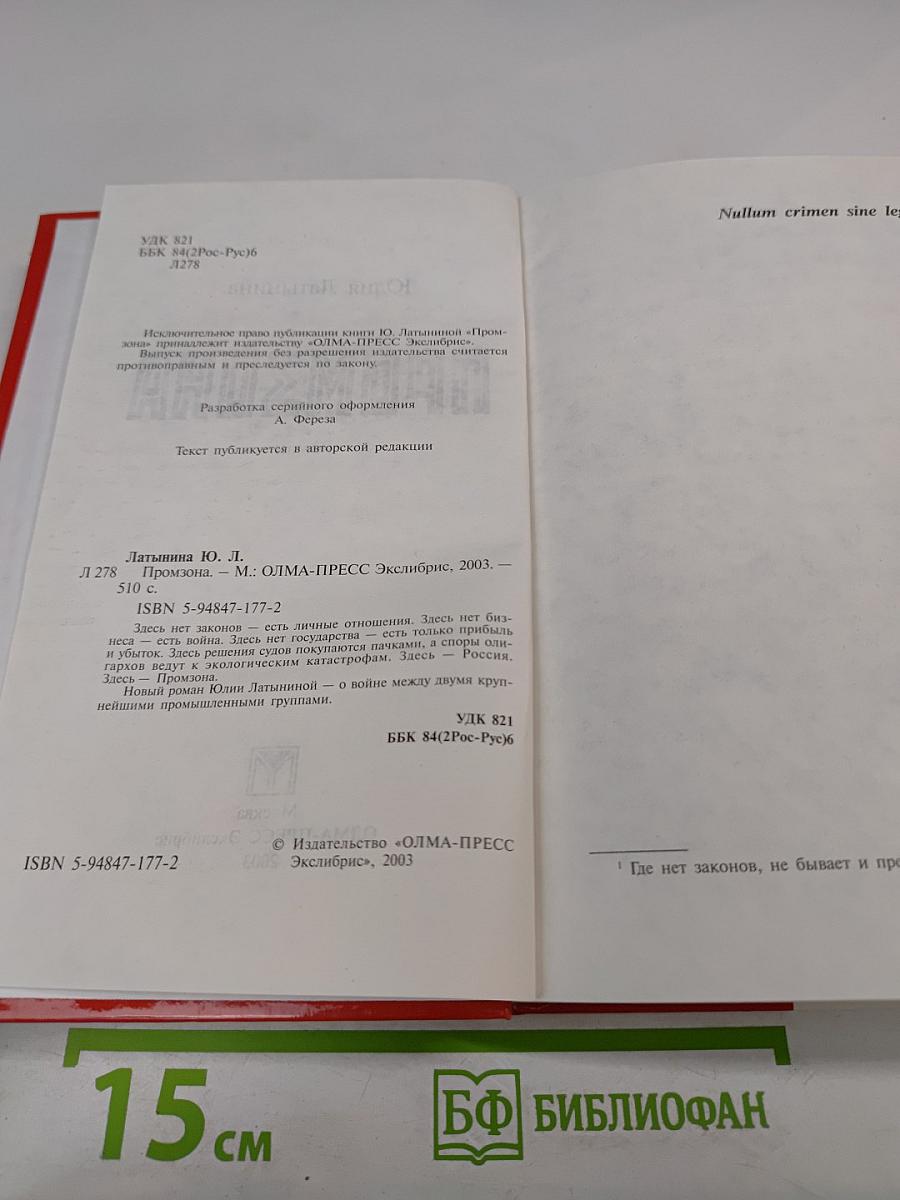 УДК 821
ББК 84(2Рос-Рус)6
Л278
Исключительное право публикации книги Ю. Латыниной «Пром-
зона» принадлежит издательству «ОЛМА-ПРЕСС Экслибрис».
Выпуск произведения без разрешения издательства считается
противоправным и преследуется по закону.
Разработка серийного оформления
А. Фереза
Текст публикуется в авторской редакции
Латынина Ю. Л.
Л 278 Промзона. — М.: ОЛМА-ПРЕСС Экслибрис, 2003. —
510 с.
ISBN 5-94847-177-2
Здесь нет законов — есть личные отношения. Здесь нет биз-
неса — есть война. Здесь нет государства — есть только прибыль
и убыток. Здесь решения судов покупаются пачками, а споры оли-
гархов ведут к экологическим катастрофам. Здесь — Россия.
Здесь — Промзона.
Новый роман Юлии Латыниной — о войне между двумя круп-
нейшими промышленными группами.
УДК 821
ББК 84(2Рос-Рус)6
ISBN 5-94847-177-2
© Издательство «ОЛМА-ПРЕСС
Экслибрис», 2003
Nullum crimen sine leg
¹ Где нет законов, не бывает и пре
15 см
БФ БИБЛИОФАН